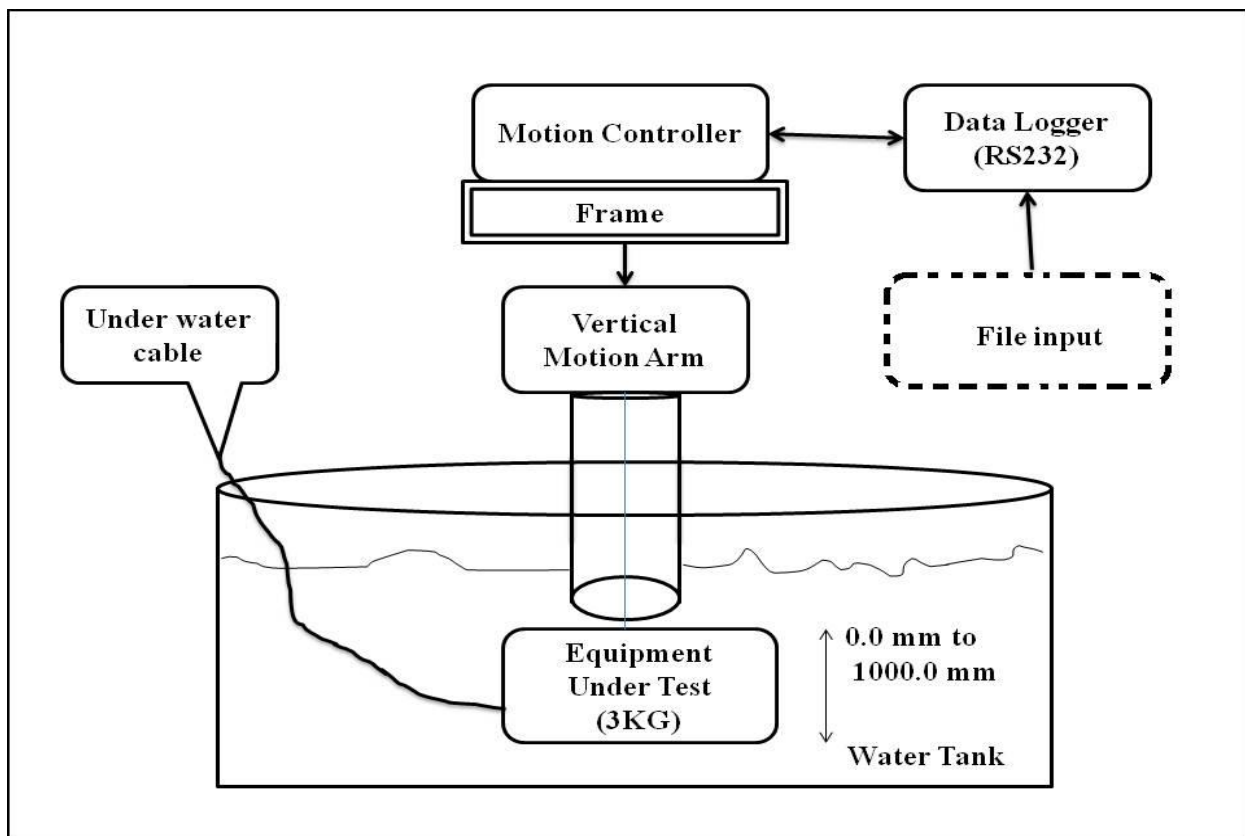 Motion Controller
Data Logger
(RS232)
Frame
Under water
cable
Vertical
Motion Arm
File input
Equipment
Under Test
(3KG)
0.0 mm to
1000.0 mm
Water Tank